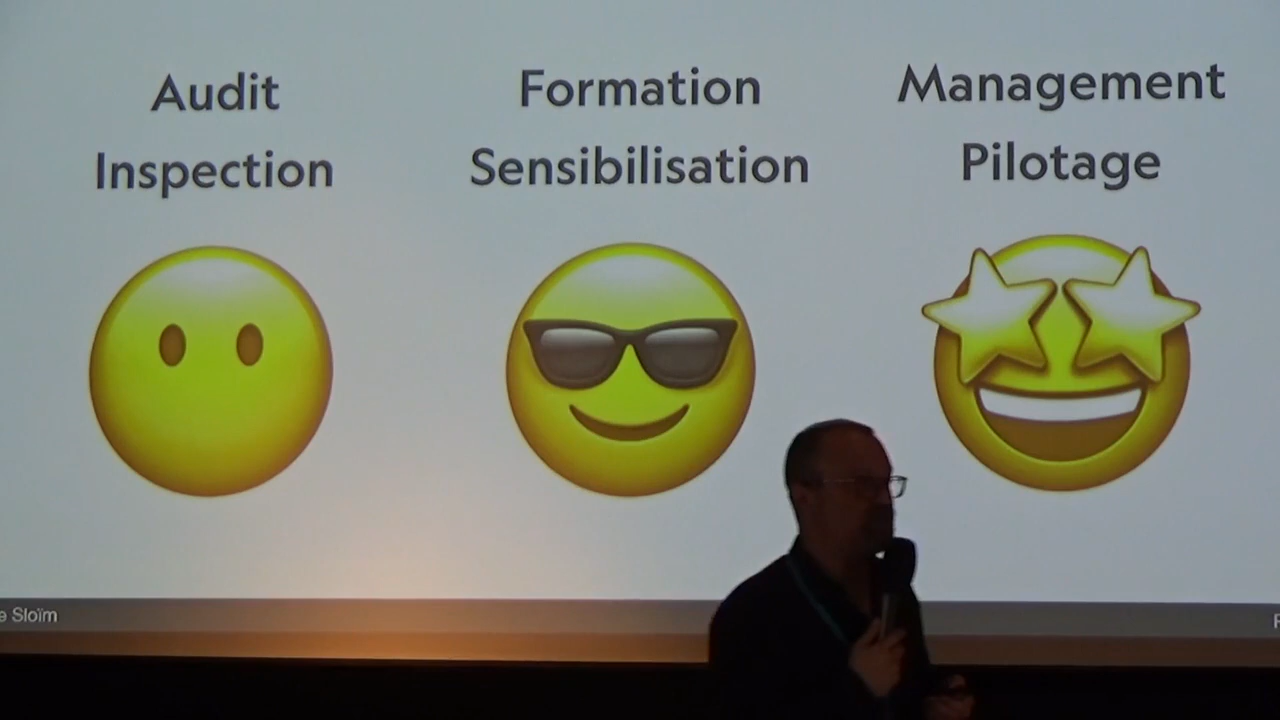 Audit
Inspection
Formation
Sensibilisation
Management
Pilotage
e Sloïm